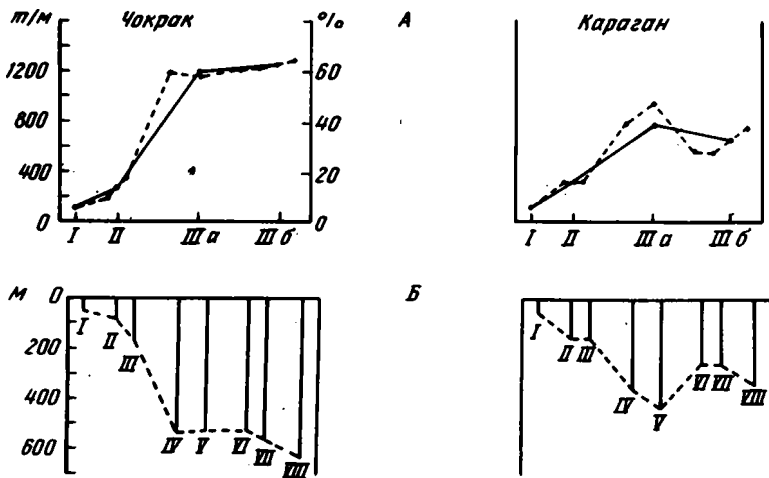 т/м Чокрак % А Караган
1200 60
800 40
400 20
0 0
I II III а III б I II III а III б
М 0 Б
200
400
600
I II III IV V VI VII VIII
I II III IV V VI VII VIII